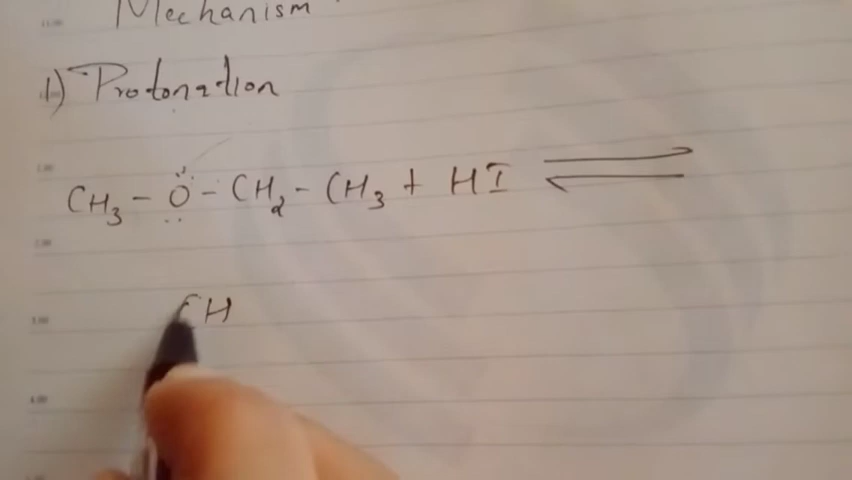 Mechanism
1) Protonation
CH₃ - Ö - CH₂ - CH₃ + HI ⇌
CH